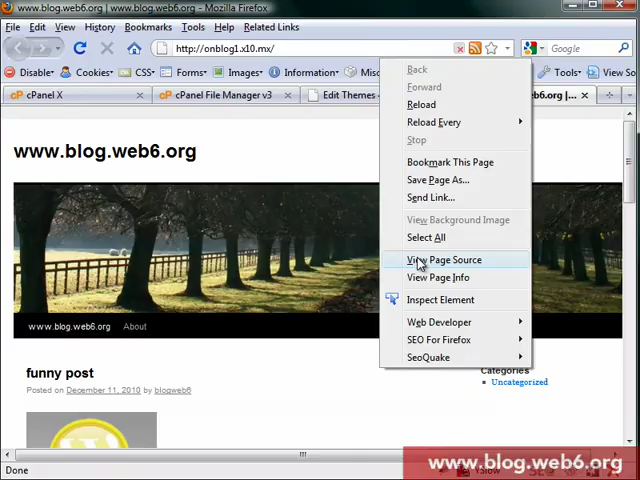 www.blog.web6.org | www.blog.web6.org - Mozilla Firefox
File Edit View History Bookmarks Tools Related Links
http://onblog1.x10.mx/
Google
Disable Cookies CSS Forms Images Information Tools View So
cP cPanel X
cP cPanel File Manager v3
Edit Themes
eb6.org |...
www.blog.web6.org
www.blog.web6.org About
funny post
Posted on December 11, 2010 by blogweb6
Categories
Uncategorized
Back
Forward
Reload
Reload Every
Stop
Bookmark This Page
Save Page As...
Send Link...
View Background Image
Select All
View Page Source
View Page Info
Inspect Element
Web Developer
SEO For Firefox
SeoQuake
Done
YSlow
www.blog.web6.org